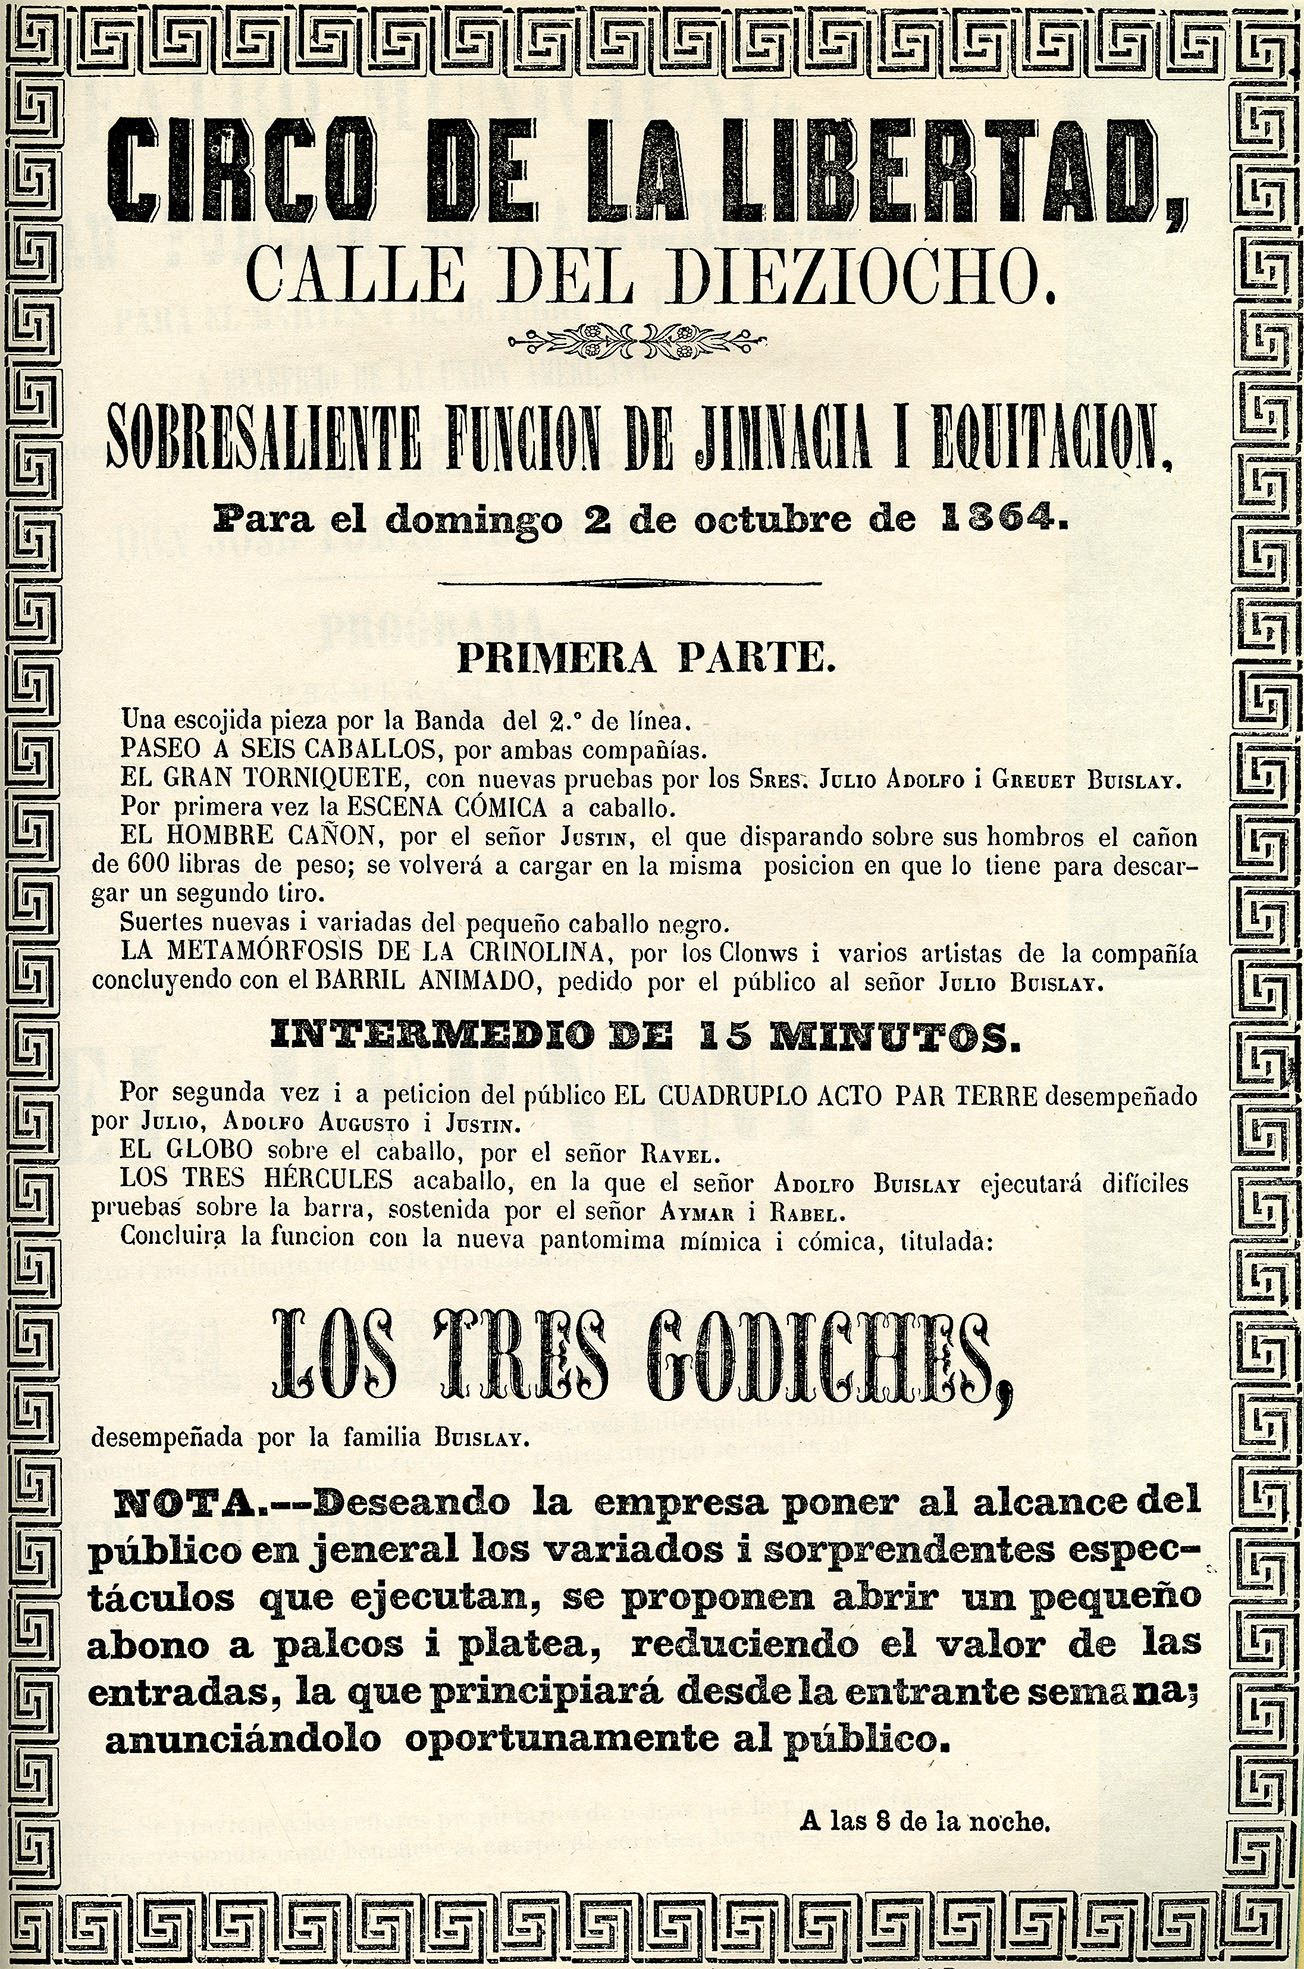 CIRCO DE LA LIBERTAD,
CALLE DEL DIEZIOCHO.
SOBRESALIENTE FUNCION DE JIMNACIA I EQUITACION,
Para el domingo 2 de octubre de 1864.
PRIMERA PARTE.
Una escojida pieza por la Banda del 2.° de línea.
PASEO A SEIS CABALLOS, por ambas compañías.
EL GRAN TORNIQUETE, con nuevas pruebas por los SRES. JULIO ADOLFO i GREUET BUISLAY.
Por primera vez la ESCENA CÓMICA a caballo.
EL HOMBRE CAÑON, por el señor JUSTIN, el que disparando sobre sus hombros el cañon
de 600 libras de peso; se volverá a cargar en la misma posicion en que lo tiene para descar-
gar un segundo tiro.
Suertes nuevas i variadas del pequeño caballo negro.
LA METAMÓRFOSIS DE LA CRINOLINA, por los Clonws i varios artistas de la compañía
concluyendo con el BARRIL ANIMADO, pedido por el público al señor JULIO BUISLAY.
INTERMEDIO DE 15 MINUTOS.
Por segunda vez i a peticion del público EL CUADRUPLO ACTO PAR TERRE desempeñado
por JULIO, ADOLFO AUGUSTO i JUSTIN.
EL GLOBO sobre el caballo, por el señor RAVEL.
LOS TRES HÉRCULES acaballo, en la que el señor ADOLFO BUISLAY ejecutará difíciles
pruebas sobre la barra, sostenida por el señor AYMAR i RABEL.
Concluira la funcion con la nueva pantomima mímica i cómica, titulada:
LOS TRES GODICHES,
desempeñada por la familia BUISLAY.
NOTA.--Deseando la empresa poner al alcance del
público en jeneral los variados i sorprendentes espec-
táculos que ejecutan, se proponen abrir un pequeño
abono a palcos i platea, reduciendo el valor de las
entradas, la que principiará desde la entrante semana;
anunciándolo oportunamente al público.
A las 8 de la noche.